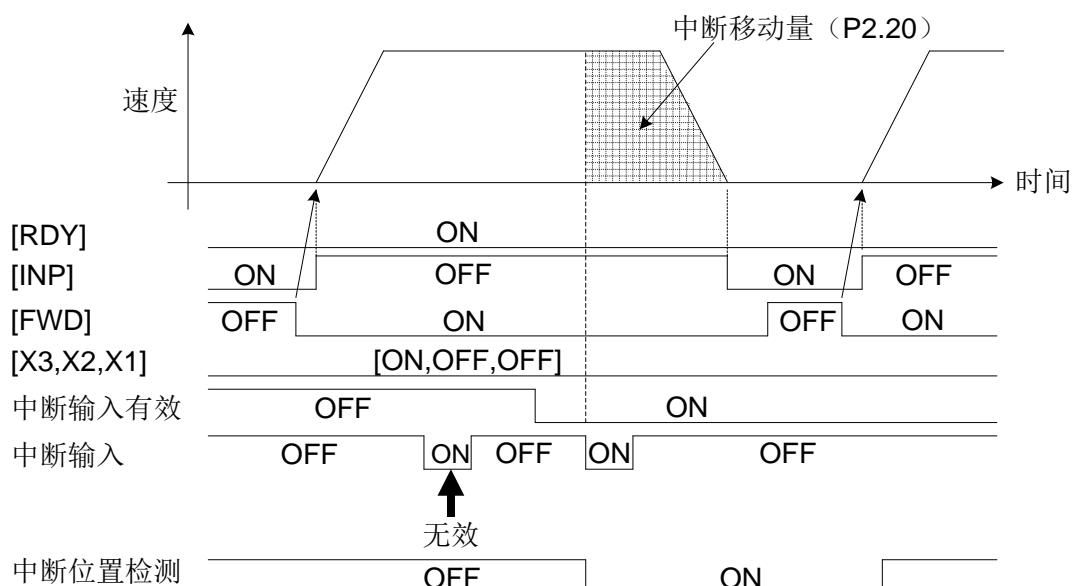 中断移动量（P2.20）
速度
时间
[RDY] ON
[INP] ON OFF ON OFF
[FWD] OFF ON OFF ON
[X3,X2,X1] [ON,OFF,OFF]
中断输入有效 OFF ON
中断输入 OFF ON OFF ON OFF
无效
中断位置检测 OFF ON